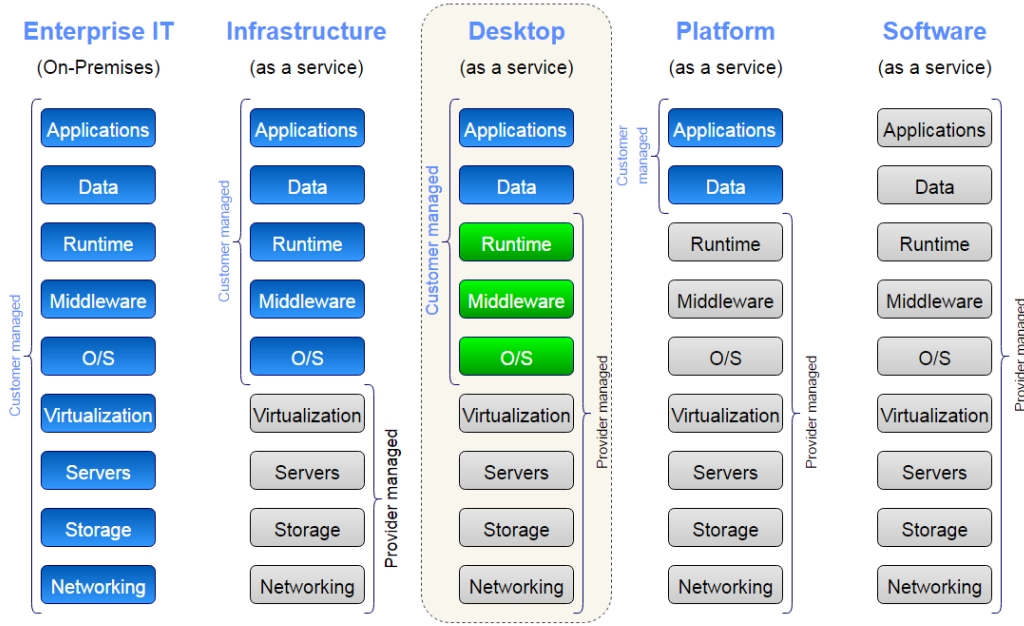 Enterprise IT
(On-Premises)
Customer managed
Applications
Data
Runtime
Middleware
O/S
Virtualization
Servers
Storage
Networking
Infrastructure
(as a service)
Customer managed
Applications
Data
Runtime
Middleware
O/S
Virtualization
Servers
Storage
Networking
Provider managed
Desktop
(as a service)
Customer managed
Applications
Data
Runtime
Middleware
O/S
Virtualization
Servers
Storage
Networking
Provider managed
Platform
(as a service)
Customer
managed
Applications
Data
Runtime
Middleware
O/S
Virtualization
Servers
Storage
Networking
Provider managed
Software
(as a service)
Applications
Data
Runtime
Middleware
O/S
Virtualization
Servers
Storage
Networking
Provider managed